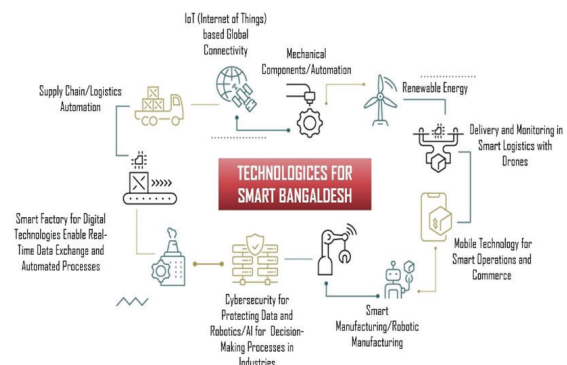 IoT (Internet of Things)
based Global
Connectivity
Mechanical
Components/Automation
Supply Chain/Logistics
Automation
Renewable Energy
Delivery and Monitoring in
Smart Logistics with
Drones
TECHNOLOGICES FOR
SMART BANGALDESH
Smart Factory for Digital
Technologies Enable Real-
Time Data Exchange and
Automated Processes
Mobile Technology for
Smart Operations and
Commerce
Cybersecurity for
Protecting Data and
Robotics/AI for Decision-
Making Processes in
Industries
Smart
Manufacturing/Robotic
Manufacturing